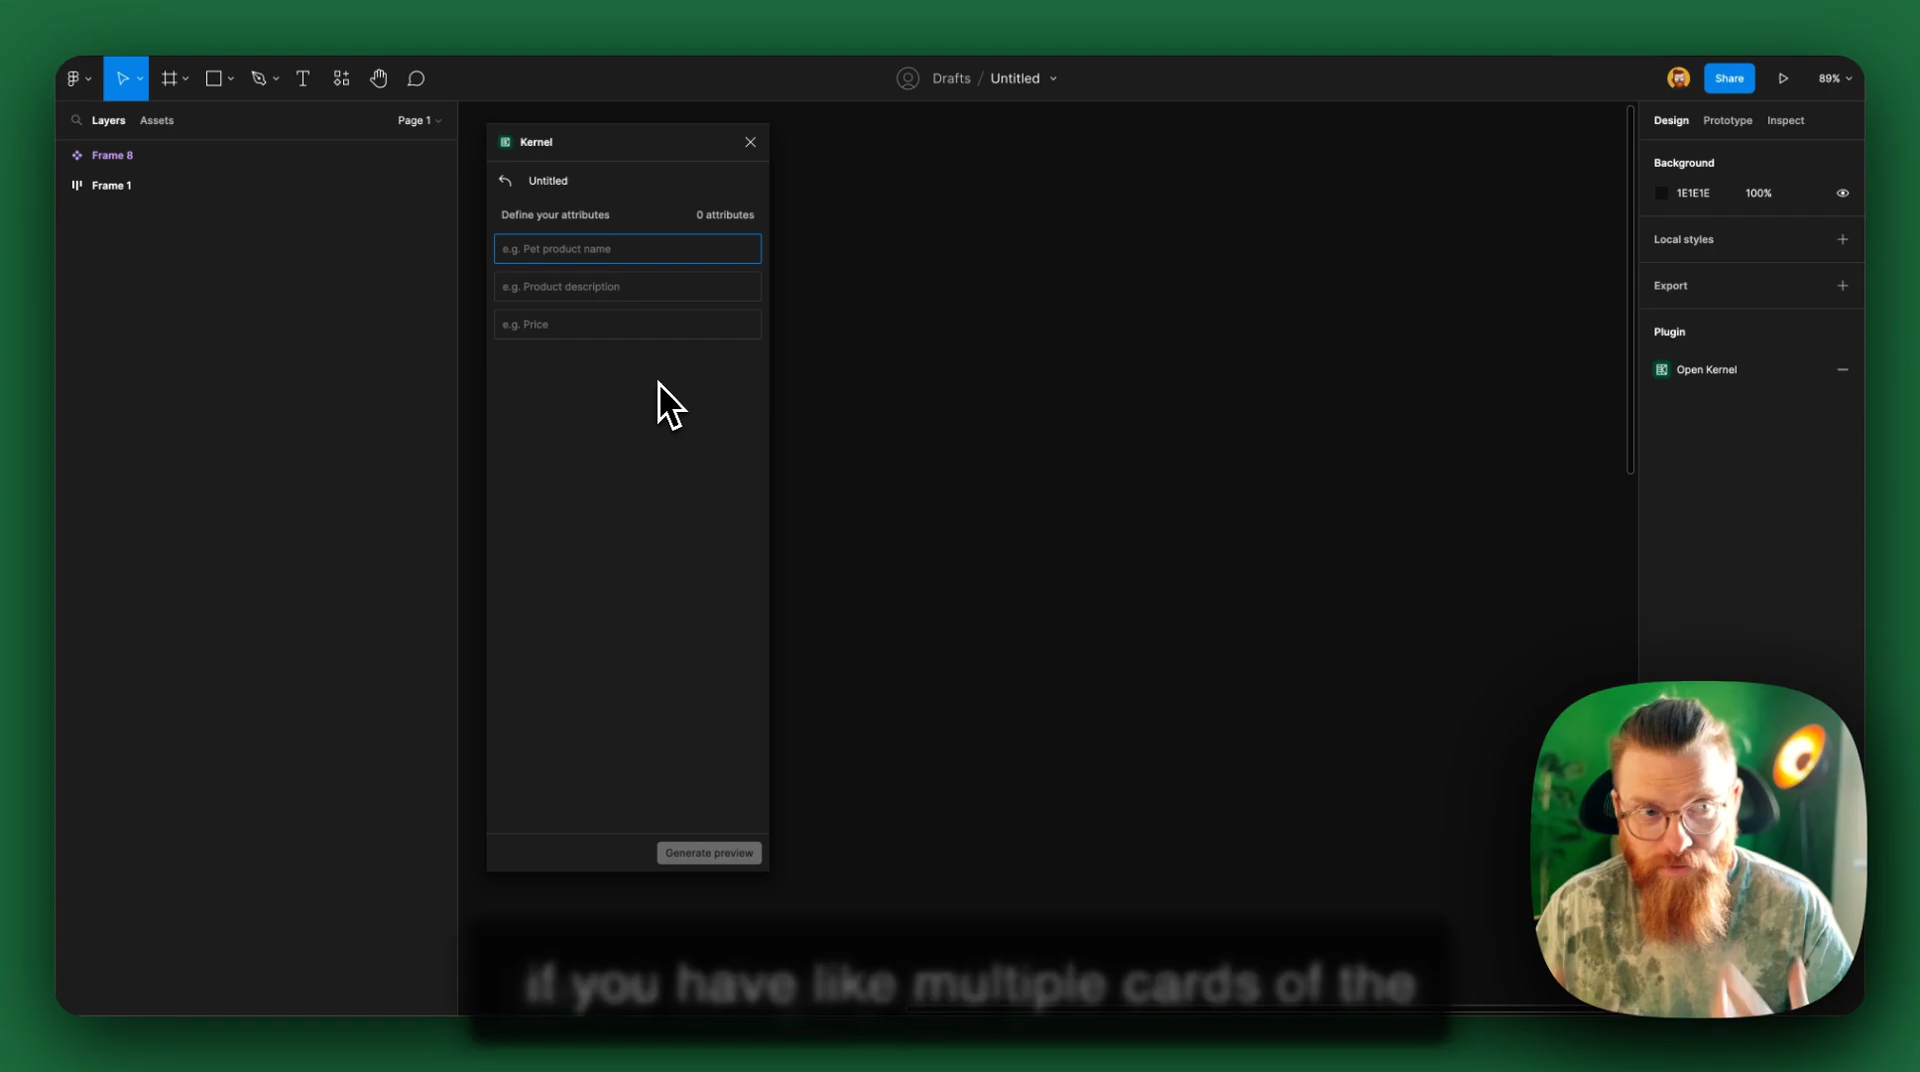 Drafts / Untitled
Share
89%
Layers Assets Page 1
Frame 8
Frame 1
Kernel
Untitled
Define your attributes 0 attributes
e.g. Pet product name
e.g. Product description
e.g. Price
Generate preview
Design Prototype Inspect
Background
1E1E1E 100%
Local styles
Export
Plugin
Open Kernel
if you have like multiple cards of the